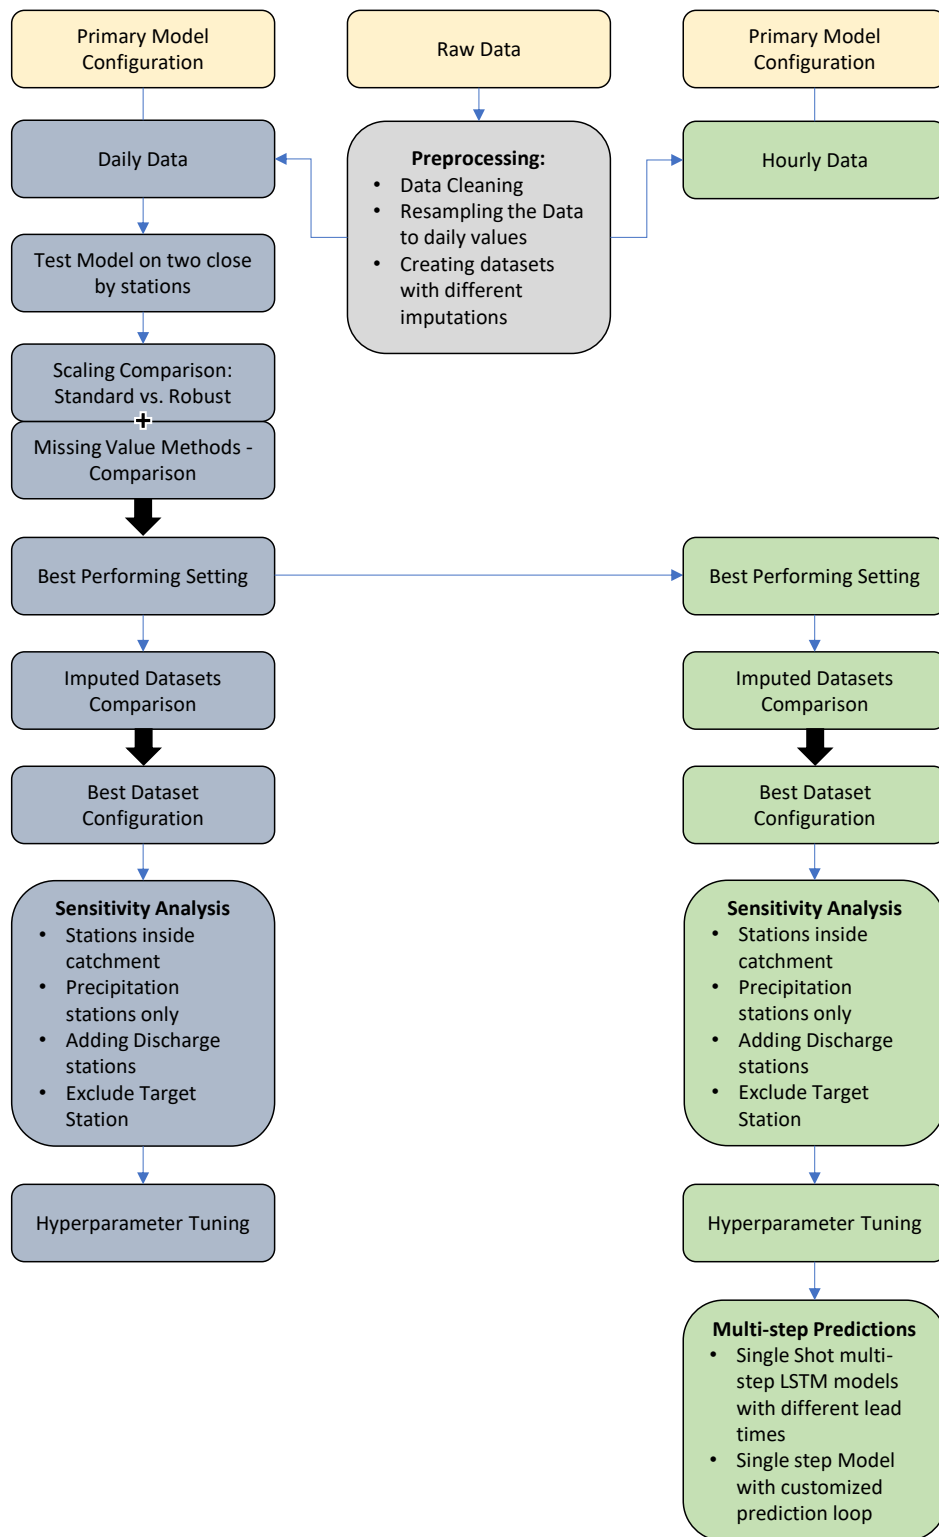 Primary Model
Configuration
Raw Data
Primary Model
Configuration
Daily Data
Preprocessing:
• Data Cleaning
• Resampling the Data
to daily values
• Creating datasets
with different
imputations
Hourly Data
Test Model on two close
by stations
Scaling Comparison:
Standard vs. Robust
+
Missing Value Methods -
Comparison
Best Performing Setting
Best Performing Setting
Imputed Datasets
Comparison
Imputed Datasets
Comparison
Best Dataset
Configuration
Best Dataset
Configuration
Sensitivity Analysis
• Stations inside
catchment
• Precipitation
stations only
• Adding Discharge
stations
• Exclude Target
Station
Sensitivity Analysis
• Stations inside
catchment
• Precipitation
stations only
• Adding Discharge
stations
• Exclude Target
Station
Hyperparameter Tuning
Hyperparameter Tuning
Multi-step Predictions
• Single Shot multi-
step LSTM models
with different lead
times
• Single step Model
with customized
prediction loop